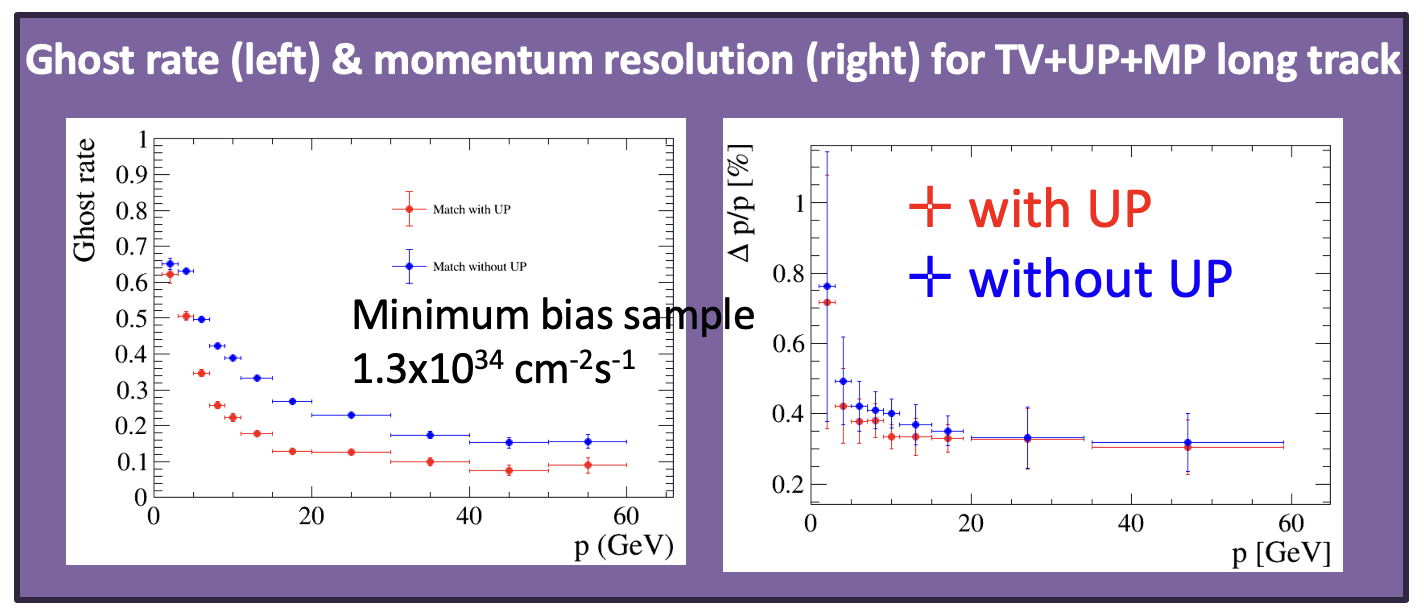 Ghost rate (left) & momentum resolution (right) for TV+UP+MP long track
Ghost rate
1
0.9
0.8
0.7
0.6
0.5
0.4
0.3
0.2
0.1
0
Match with UP
Match without UP
Minimum bias sample
1.3x10³⁴ cm⁻²s⁻¹
0 20 40 60
p (GeV)
Δ p/p [%]
1
0.8
0.6
0.4
0.2
with UP
without UP
0 20 40 60
p [GeV]